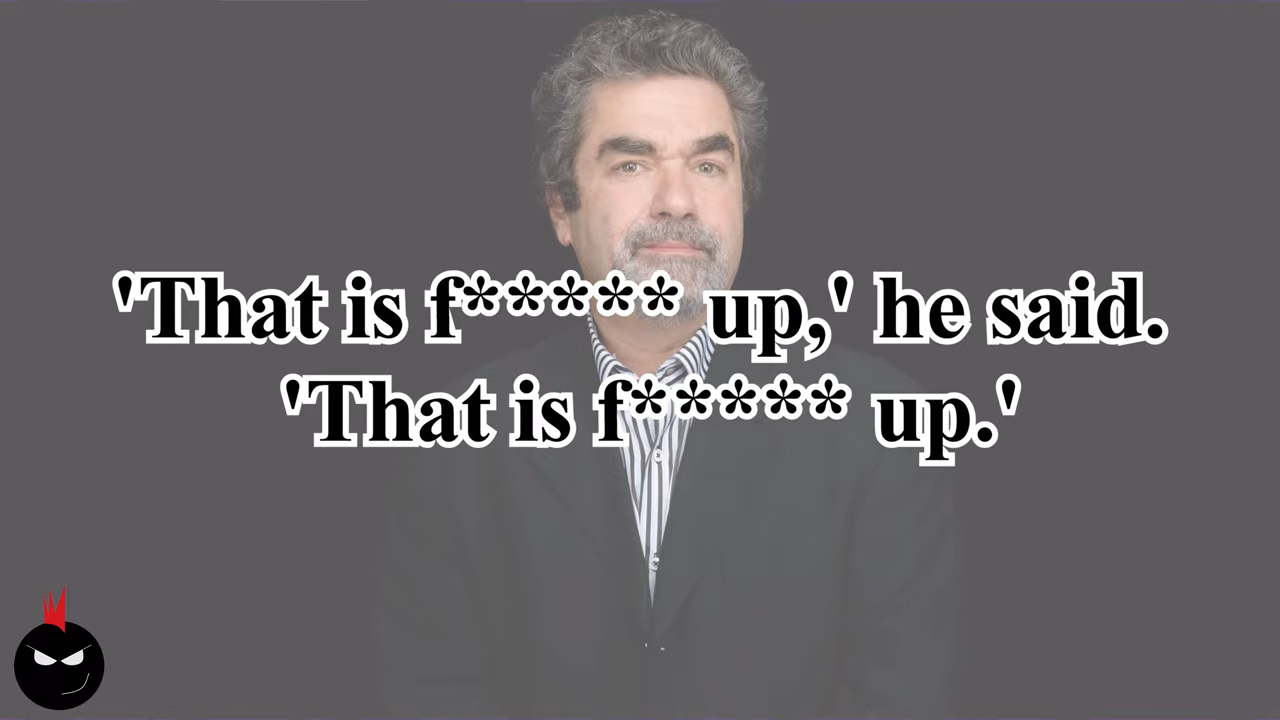 'That is f***** up,' he said.
'That is f***** up.'